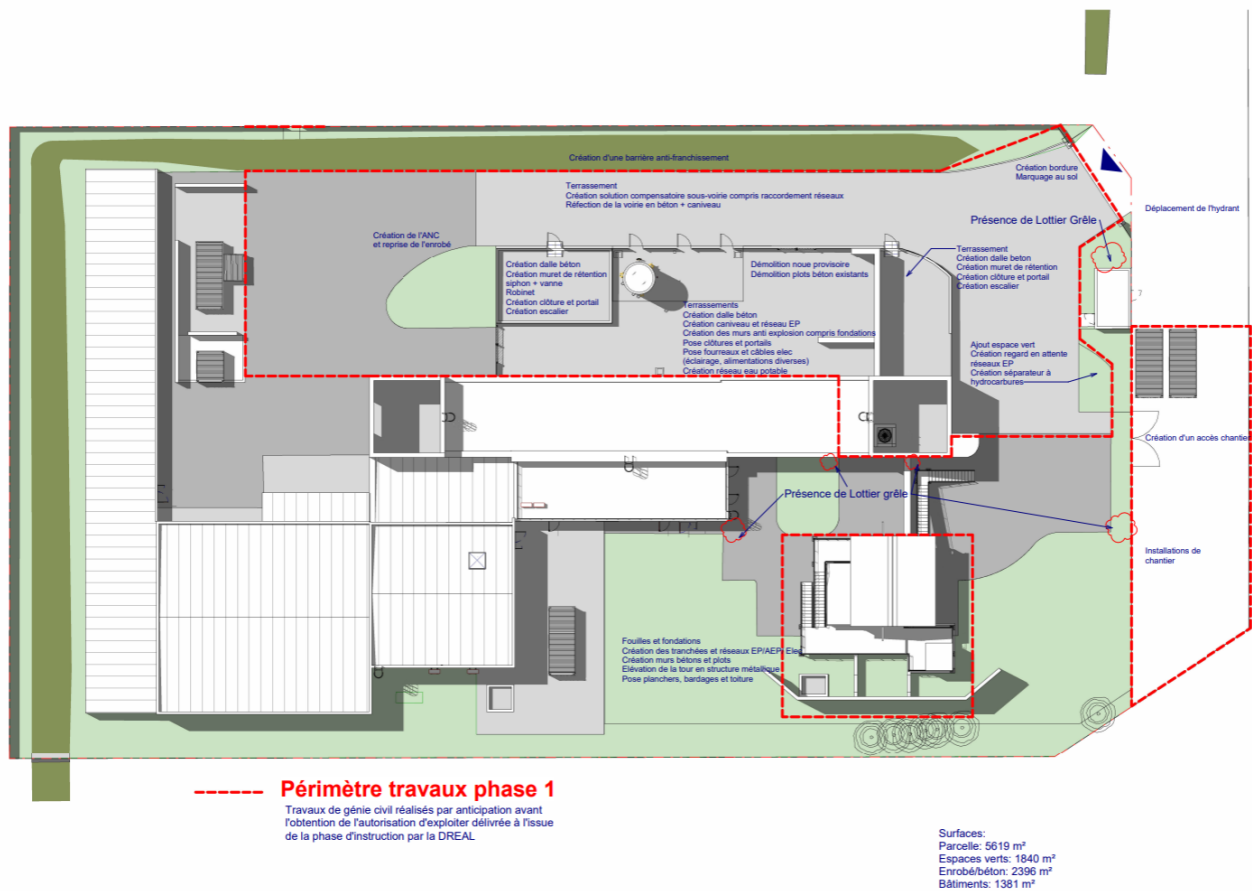 Création d'une barrière anti-franchissement
Création bordure
Marquage au sol
Terrassement
Création solution compensatoire sous-voirie compris raccordement réseaux
Réfection de la voirie en béton + caniveau
Déplacement de l'hydrant
Présence de Lottier Grêle
Création de l'ANC
et reprise de l'enrobé
Création dalle béton
Création muret de rétention
siphon + vanne
Robinet
Création clôture et portail
Création escalier
Démolition noue provisoire
Démolition plots béton existants
Terrassement
Création dalle beton
Création muret de rétention
Création clôture et portail
Création escalier
7
Terrassements
Création dalle béton
Création caniveau et réseau EP
Création des murs anti explosion compris fondations
Pose clôtures et portails
Pose fourreaux et câbles elec
(éclairage, alimentations diverses)
Création réseau eau potable
Ajout espace vert
Création regard en attente
réseaux EP
Création séparateur à
hydrocarbures
Création d'un accès chantier
Présence de Lottier grêle
Installations de
chantier
Fouilles et fondations
Création des tranchées et réseaux EP/AEP Elec
Création murs bétons et plots
Elévation de la tour en structure métallique
Pose planchers, bardages et toiture
Périmètre travaux phase 1
Travaux de génie civil réalisés par anticipation avant
l'obtention de l'autorisation d'exploiter délivrée à l'issue
de la phase d'instruction par la DREAL
Surfaces:
Parcelle: 5619 m²
Espaces verts: 1840 m²
Enrobé/béton: 2396 m²
Bâtiments: 1381 m²